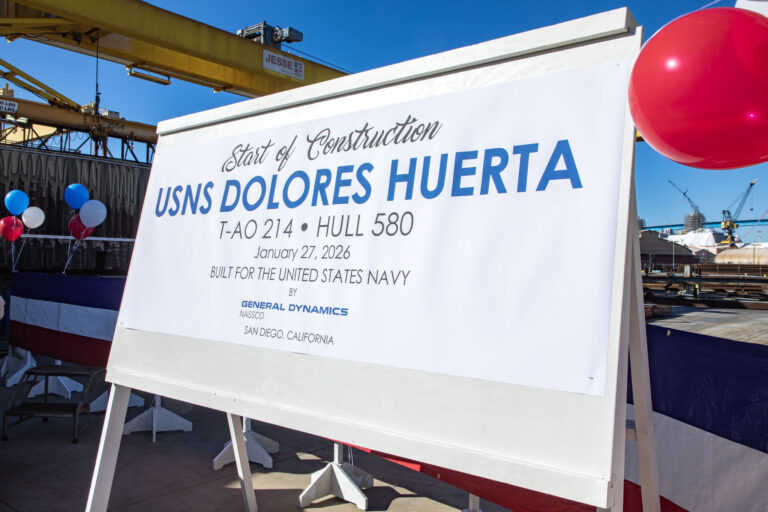 JESSE
Start of Construction
USNS DOLORES HUERTA
T-AO 214 • HULL 580
January 27, 2026
BUILT FOR THE UNITED STATES NAVY
BY
GENERAL DYNAMICS
NASSCO
SAN DIEGO, CALIFORNIA